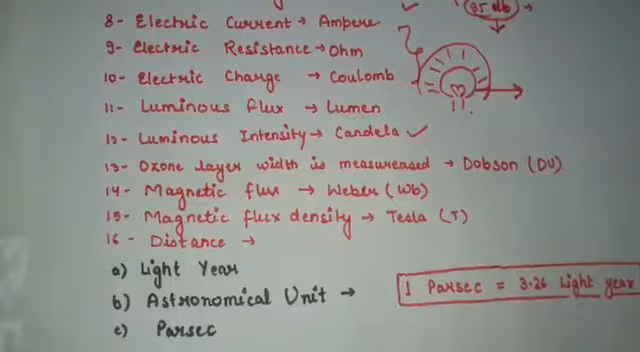 8- Electric Current → Ampere ✓
85 db →
9- Electric Resistance → Ohm
10- Electric Charge → Coulomb
11- Luminous flux → Lumen
12- Luminous Intensity → Candela ✓
13- Ozone layer width is measureased → Dobson (DU)
14- Magnetic flux → Weber (Wb)
15- Magnetic flux density → Tesla (T)
16- Distance →
a) Light Year
b) Astronomical Unit →
1 Parsec = 3.26 Light year
c) Parsec